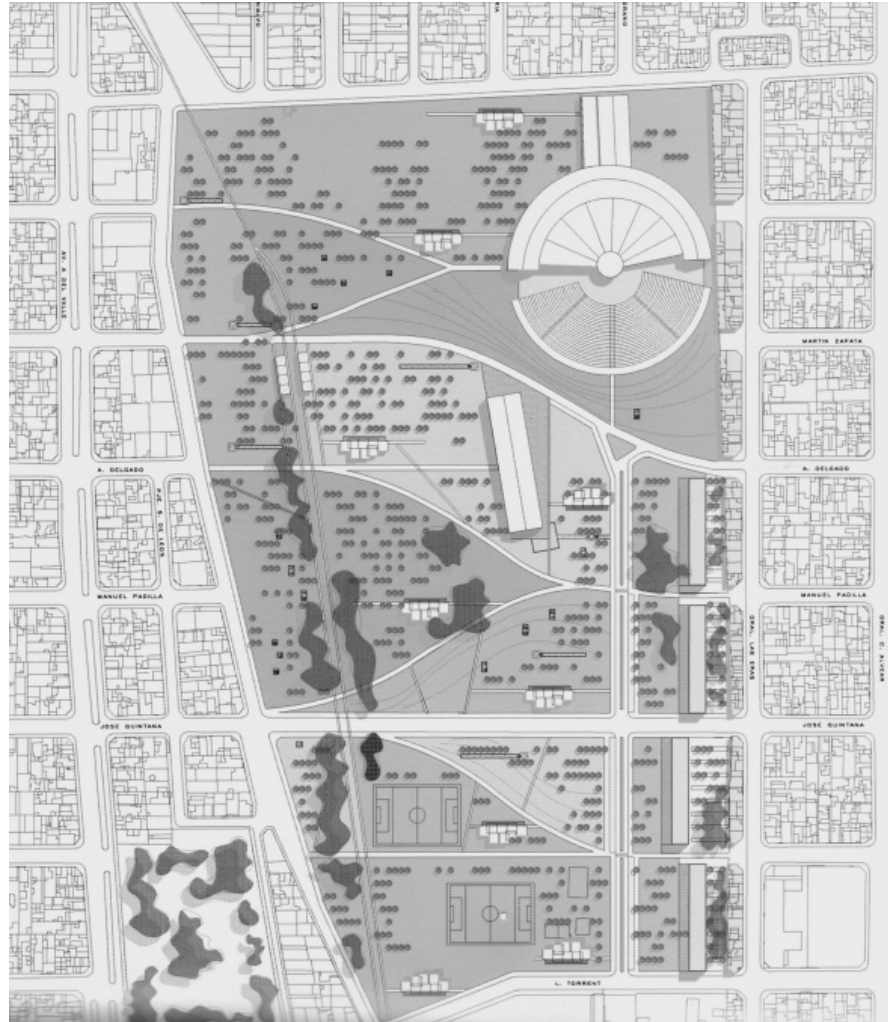 MARTIN ZAPATA
AV. A. DEL VALLE
A. DELGADO
A. DELGADO
PJE. S. DE LEON
MANUEL PADILLA
MANUEL PADILLA
GRAL. LAS ERAS
GRAL. C. ALVEAR
JOSE QUINTANA
JOSE QUINTANA
L. TORRENT